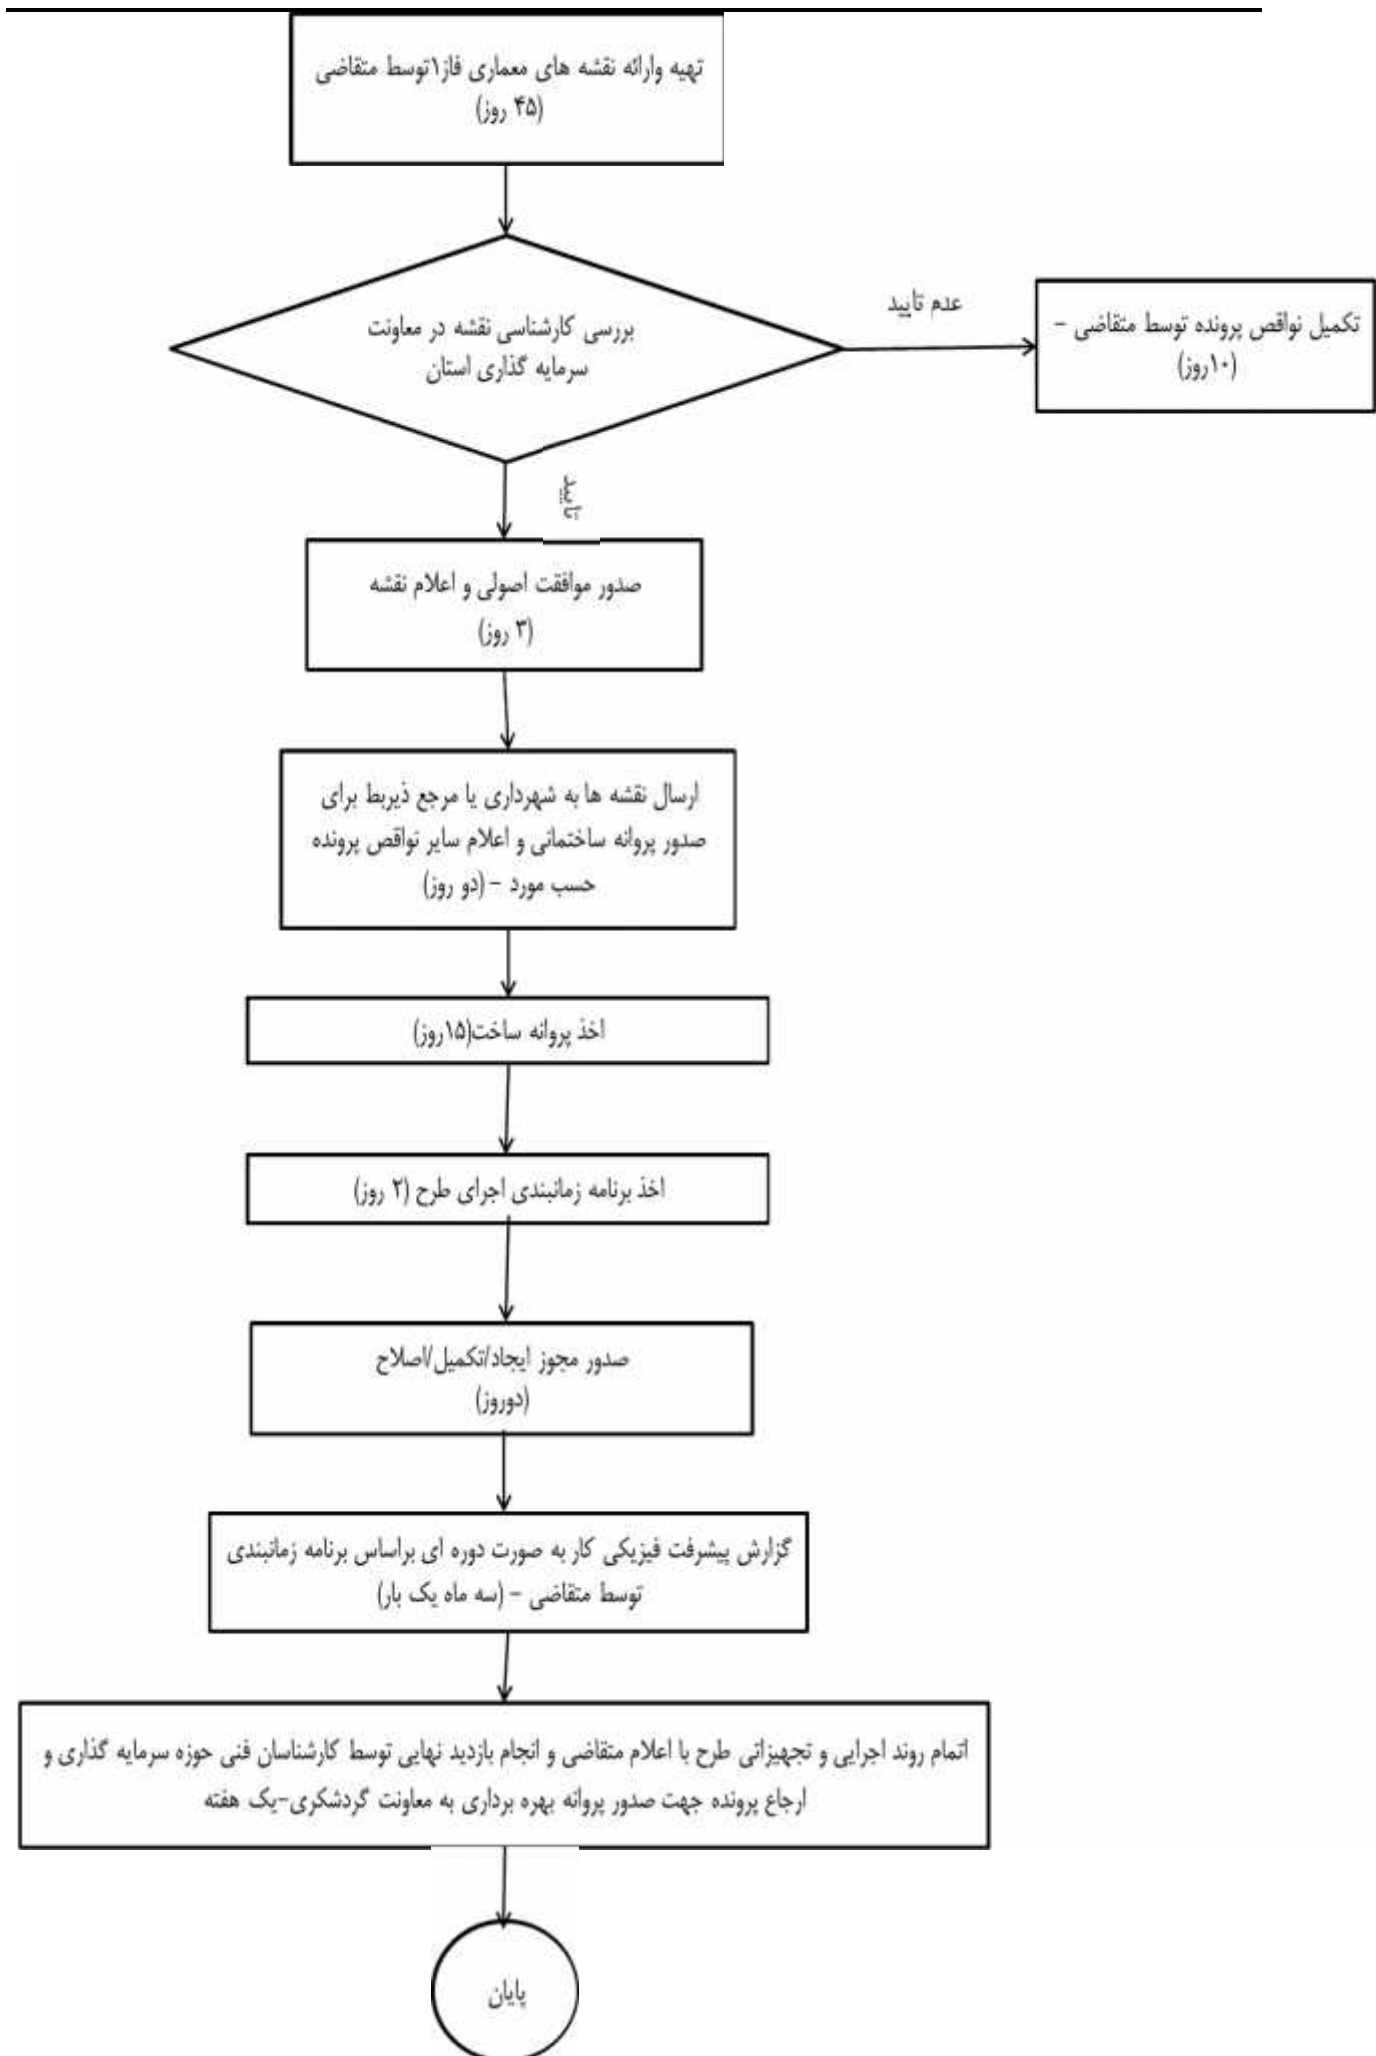 تهیه وارائه نقشه های معماری فاز۱توسط متقاضی
(۴۵ روز)
بررسی کارشناسی نقشه در معاونت
سرمایه گذاری استان
عدم تایید
تکمیل نواقص پرونده توسط متقاضی –
(۱۰روز)
تایید
صدور موافقت اصولی و اعلام نقشه
(۳ روز)
ارسال نقشه ها به شهرداری یا مرجع ذیربط برای
صدور پروانه ساختمانی و اعلام سایر نواقص پرونده
حسب مورد – (دو روز)
اخذ پروانه ساخت(۱۵روز)
اخذ برنامه زمانبندی اجرای طرح (۲ روز)
صدور مجوز ایجاد/تکمیل/اصلاح
(دوروز)
گزارش پیشرفت فیزیکی کار به صورت دوره ای براساس برنامه زمانبندی
توسط متقاضی – (سه ماه یک بار)
اتمام روند اجرایی و تجهیزاتی طرح با اعلام متقاضی و انجام بازدید نهایی توسط کارشناسان فنی حوزه سرمایه گذاری و
ارجاع پرونده جهت صدور پروانه بهره برداری به معاونت گردشکری–یک هفته
پایان